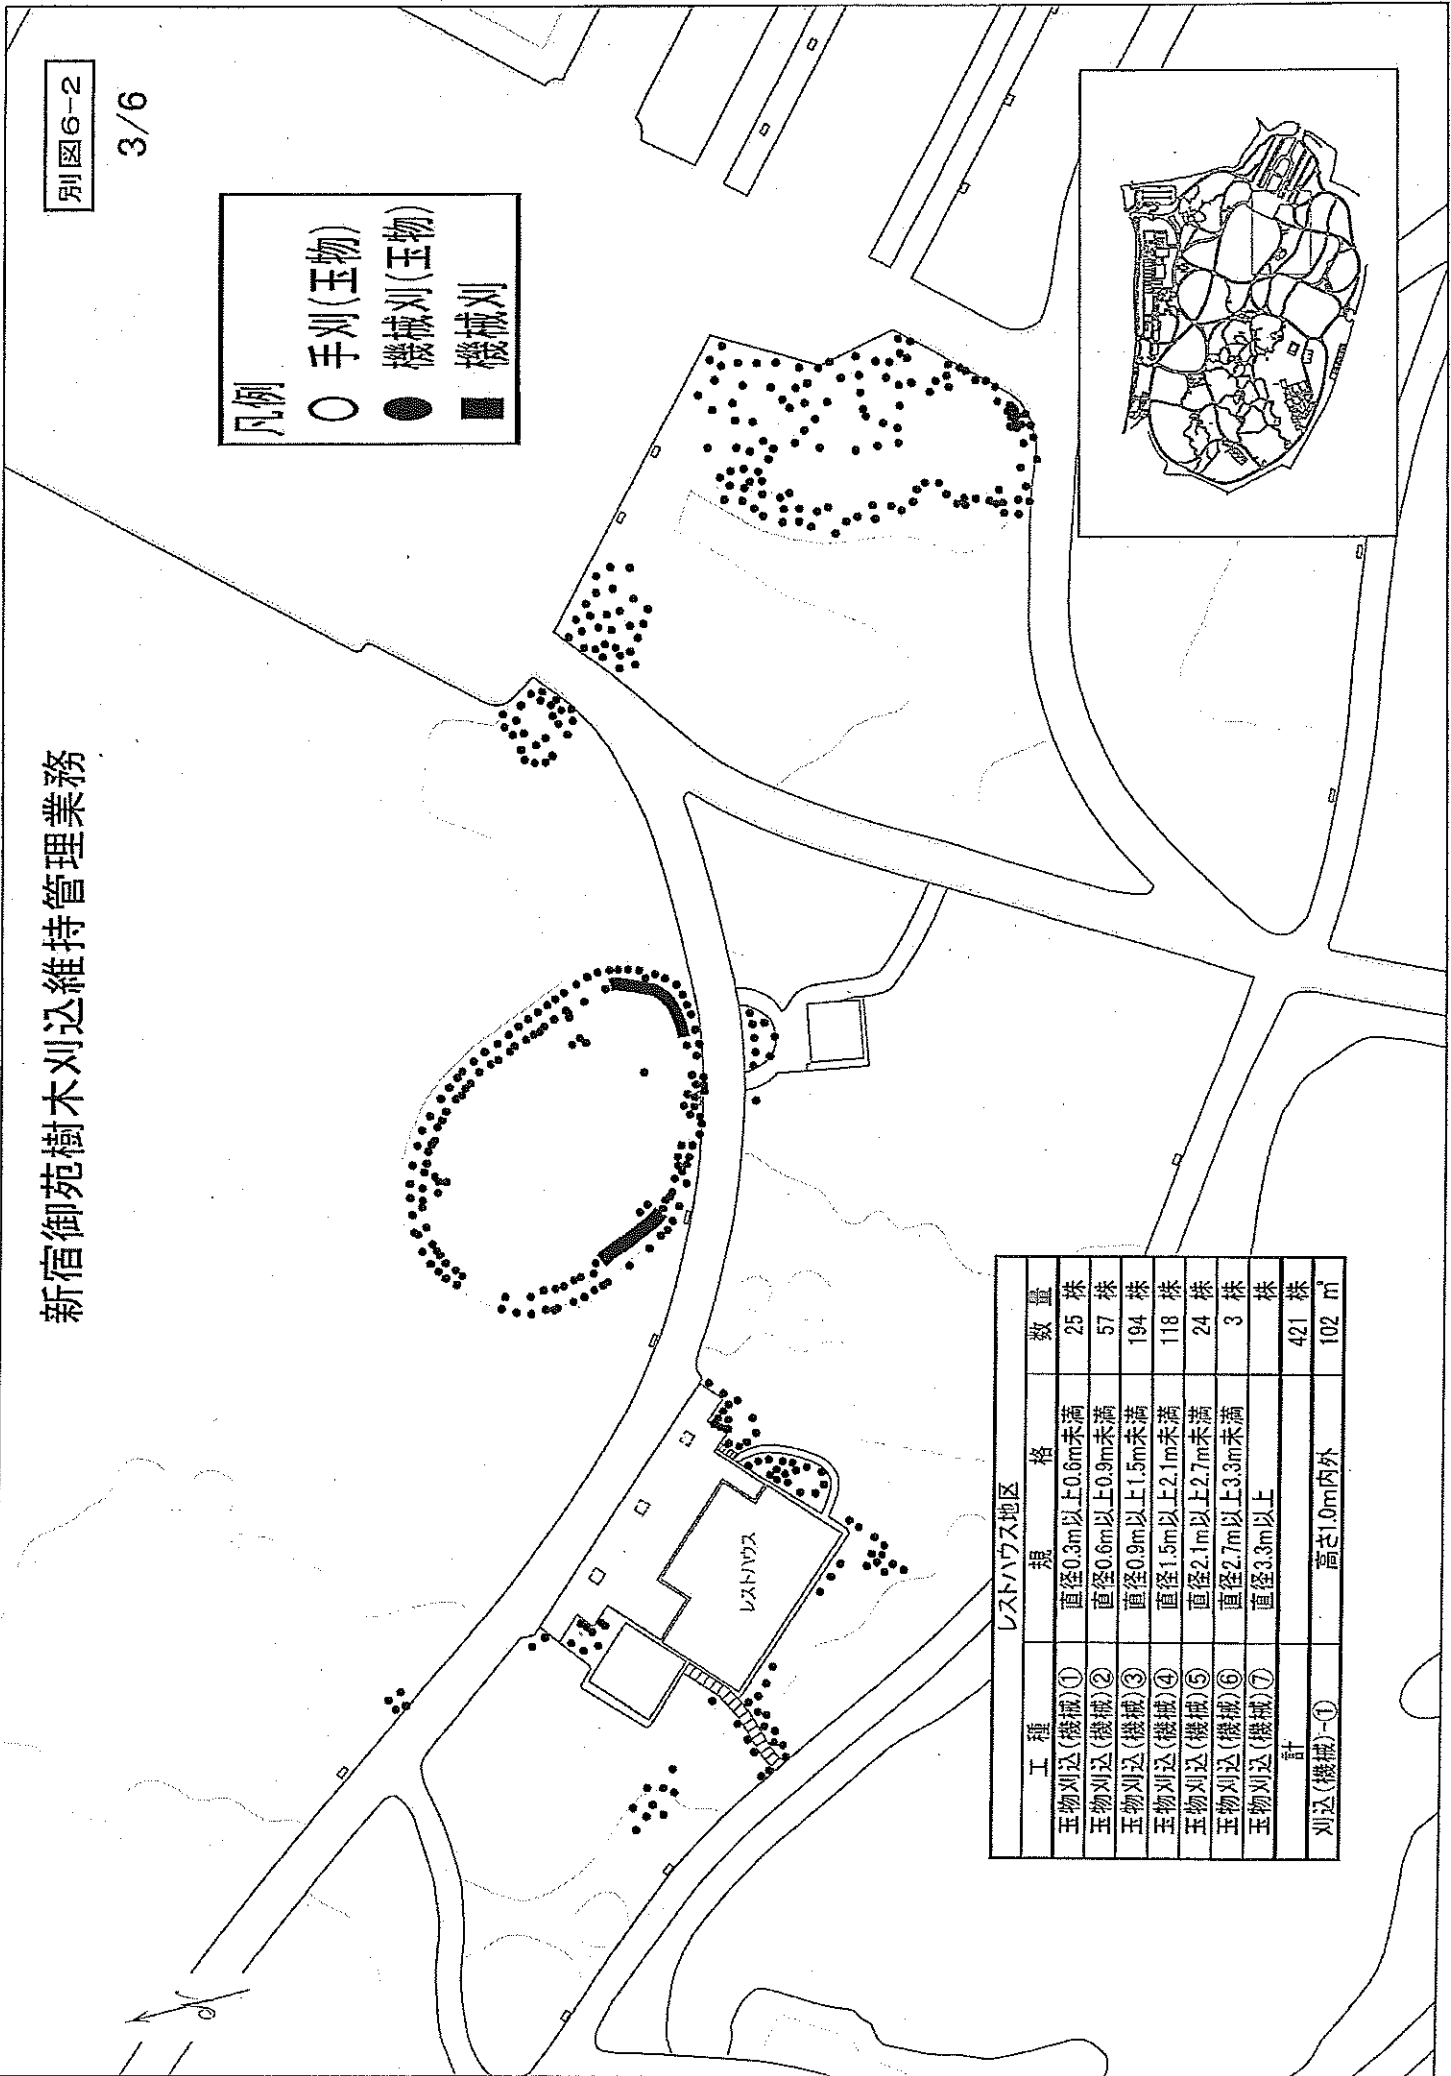 別図6-2
3/6
新宿御苑樹木刈込維持管理業務
凡例
手刈(玉物)
機械刈(玉物)
機械刈
レストハウス
レストハウス地区
工種 規格 数量
玉物刈込(機械)① 直径0.3m以上0.6m未満 25 株
玉物刈込(機械)② 直径0.6m以上0.9m未満 57 株
玉物刈込(機械)③ 直径0.9m以上1.5m未満 194 株
玉物刈込(機械)④ 直径1.5m以上2.1m未満 118 株
玉物刈込(機械)⑤ 直径2.1m以上2.7m未満 24 株
玉物刈込(機械)⑥ 直径2.7m以上3.3m未満 3 株
玉物刈込(機械)⑦ 直径3.3m以上 株
計 421 株
刈込(機械)-① 高さ1.0m内外 102 ㎡